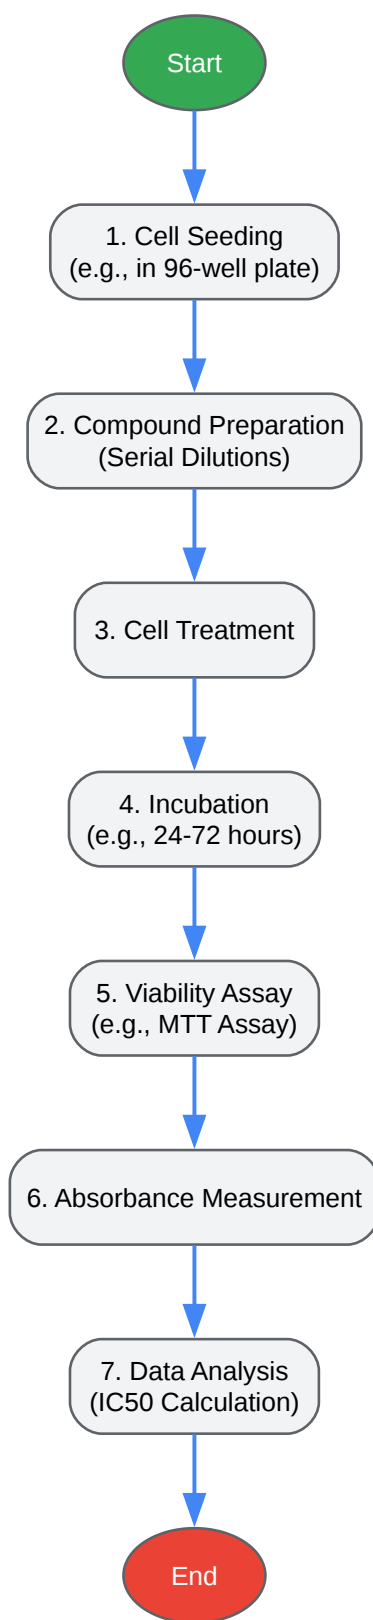 Start
1. Cell Seeding
(e.g., in 96-well plate)
2. Compound Preparation
(Serial Dilutions)
3. Cell Treatment
4. Incubation
(e.g., 24-72 hours)
5. Viability Assay
(e.g., MTT Assay)
6. Absorbance Measurement
7. Data Analysis
(IC50 Calculation)
End